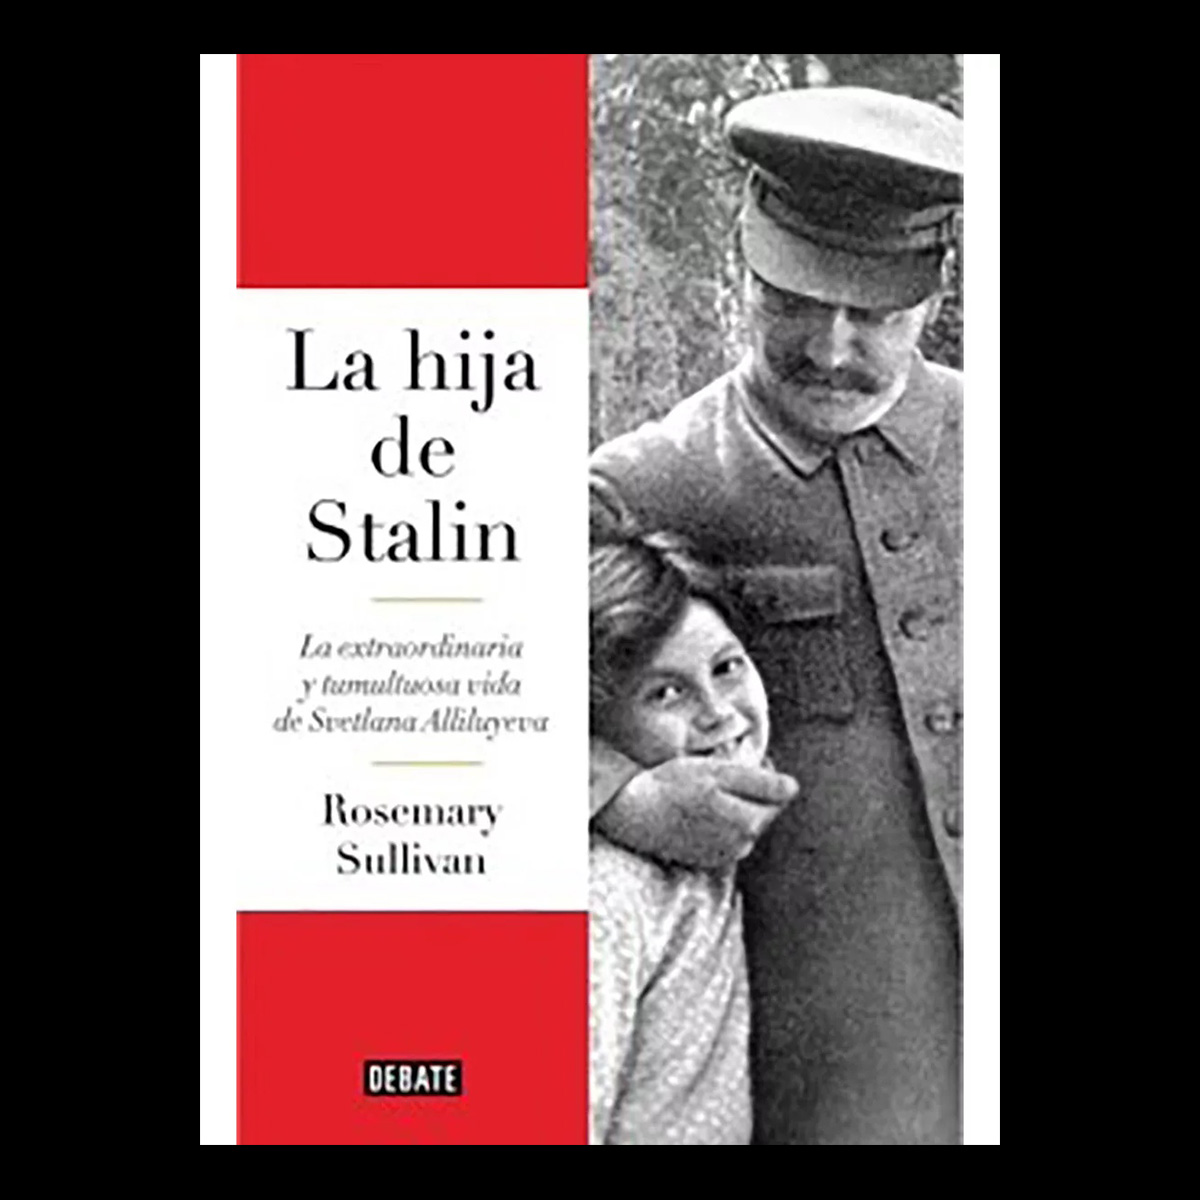 La hija
de
Stalin
La extraordinaria
y tumultuosa vida
de Svetlana Alliluyeva
Rosemary
Sullivan
DEBATE